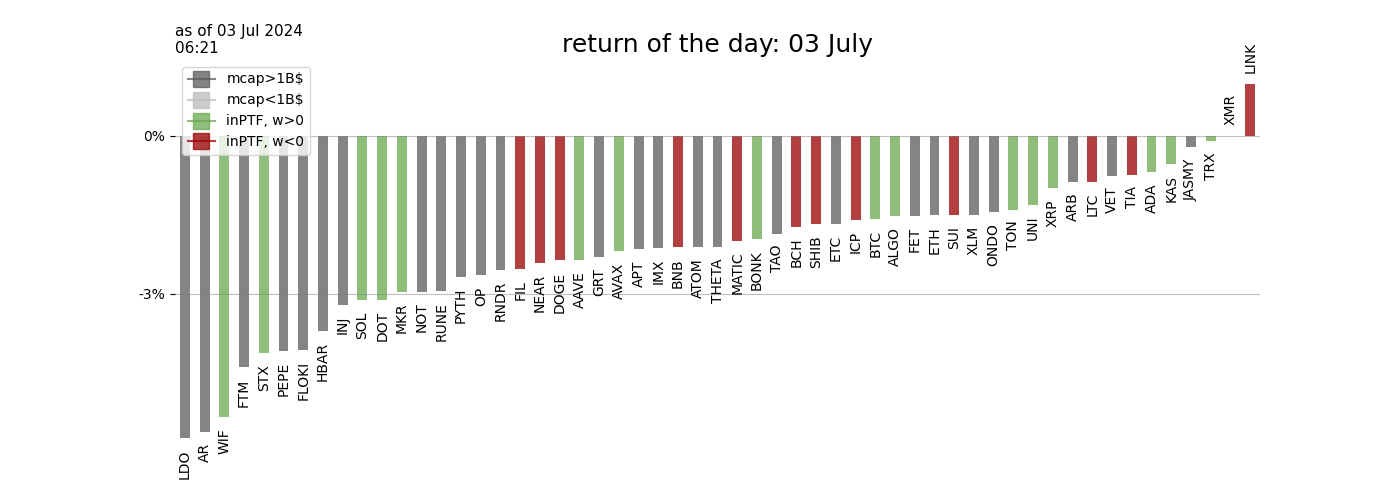 as of 03 Jul 2024
06:21
return of the day: 03 July
mcap>1B$
mcap<1B$
inPTF, w>0
inPTF, w<0
0%
-3%
LDO
AR
WIF
FTM
STX
PEPE
FLOKI
HBAR
INJ
SOL
DOT
MKR
NOT
RUNE
PYTH
OP
RNDR
FIL
NEAR
DOGE
AAVE
GRT
AVAX
APT
IMX
BNB
ATOM
THETA
MATIC
BONK
TAO
BCH
SHIB
ETC
ICP
BTC
ALGO
FET
ETH
SUI
XLM
ONDO
TON
UNI
XRP
ARB
LTC
VET
TIA
ADA
KAS
JASMY
TRX
XMR
LINK